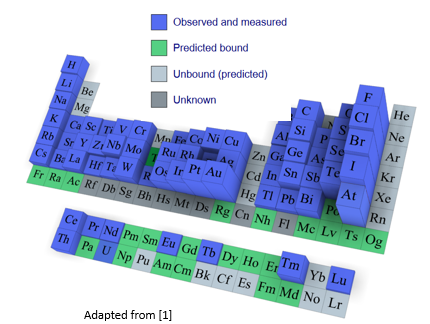 Observed and measured
Predicted bound
Unbound (predicted)
Unknown
H
Li Be
Na Mg
K Ca Sc Ti V Cr Mn Fe Co Ni Cu Zn
Rb Sr Y Zr Nb Mo Ru Rh Ag Cd
Cs Ba La Hf Ta W Os Ir Pt Au Hg
Fr Ra Ac Rf Db Sg Bh Hs Mt Ds Rg Cn Nh Fl Mc Lv Ts Og
C F He
Al Si Cl Ne
Ge Se Br Ar
In Sn Sb Te I Kr
Tl Pb Bi Po At Xe
Rn
Ce Pr Nd Pm Sm Eu Gd Tb Dy Ho Er Tm Yb Lu
Th Pa U Np Pu Am Cm Bk Cf Es Fm Md No Lr
Adapted from [1]